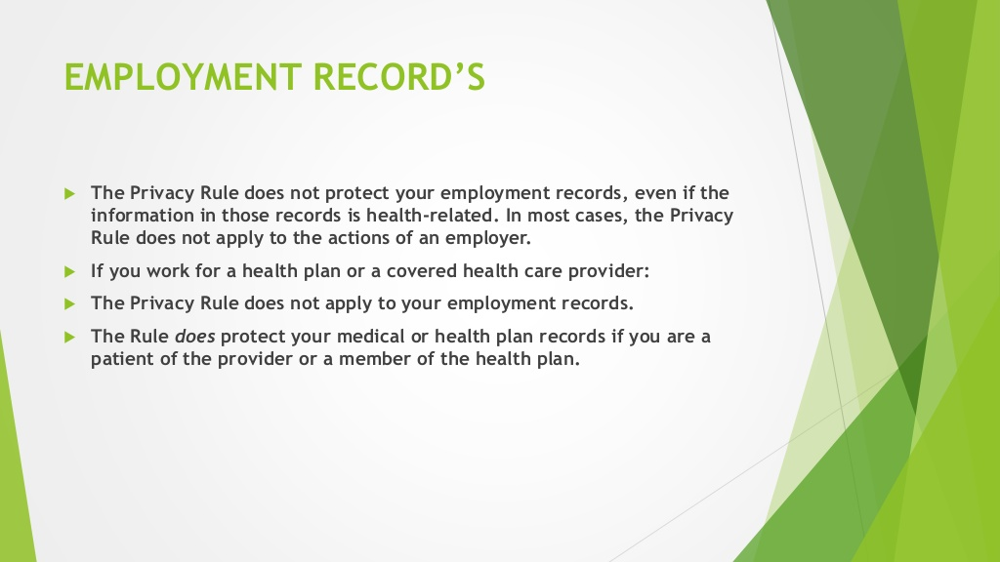 EMPLOYMENT RECORD’S
The Privacy Rule does not protect your employment records, even if the
information in those records is health-related. In most cases, the Privacy
Rule does not apply to the actions of an employer.
If you work for a health plan or a covered health care provider:
The Privacy Rule does not apply to your employment records.
The Rule does protect your medical or health plan records if you are a
patient of the provider or a member of the health plan.